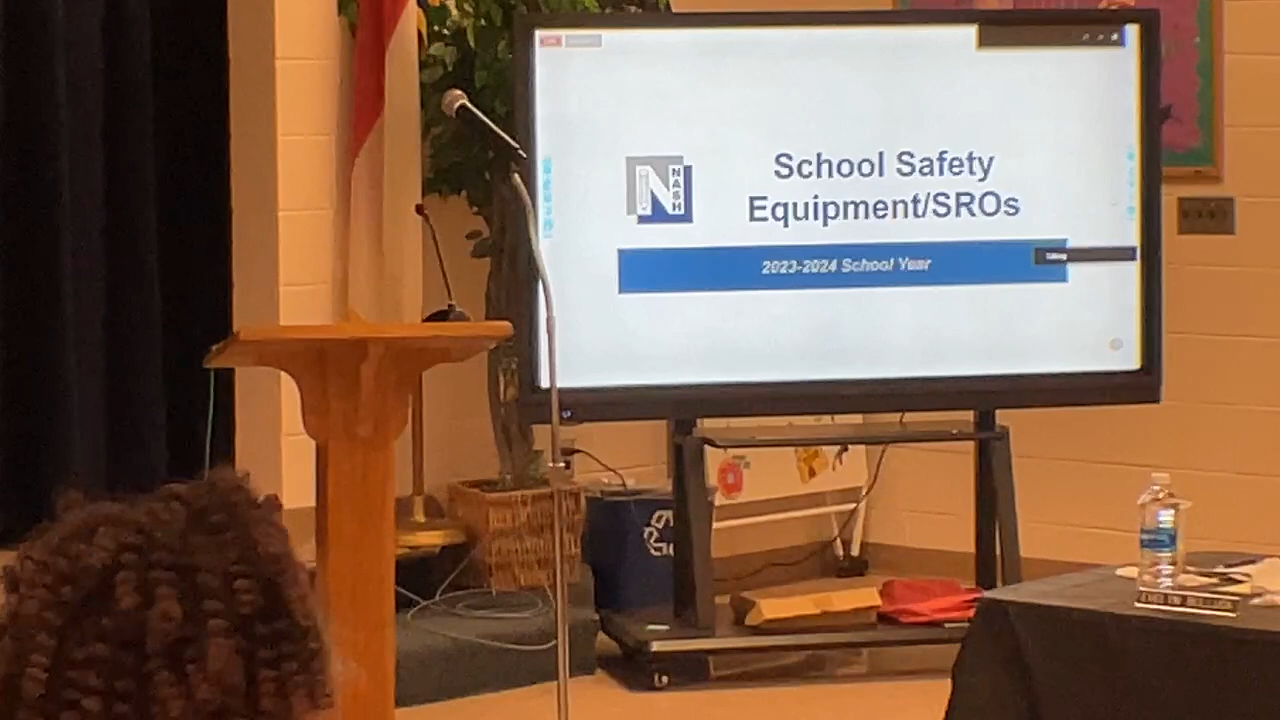 School Safety
Equipment/SROs
N
NASH
2023-2024 School Year